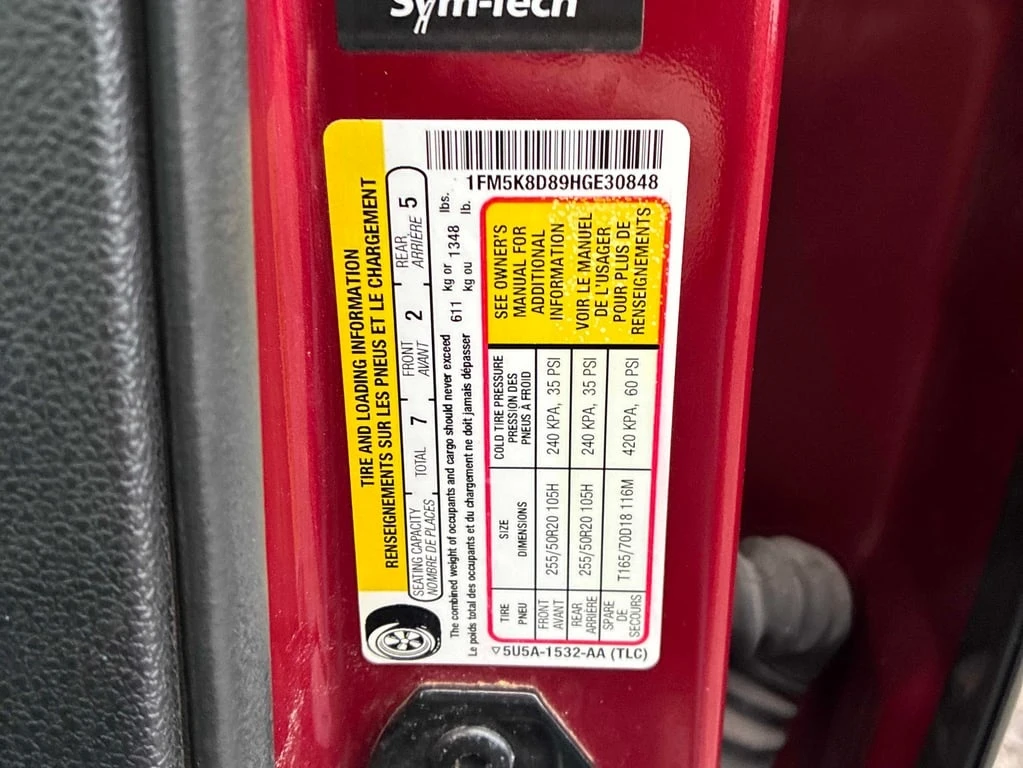 Sym-Tech
1FM5K8D89HGE30848
TIRE AND LOADING INFORMATION
RENSEIGNEMENTS SUR LES PNEUS ET LE CHARGEMENT
SEATING CAPACITY TOTAL 7 FRONT 2 REAR 5
NOMBRE DE PLACES AVANT ARRIÈRE
The combined weight of occupants and cargo should never exceed 611 kg or 1348 lbs.
Le poids total des occupants et du chargement ne doit jamais dépasser kg ou lb.
TIRE SIZE COLD TIRE PRESSURE
PNEU DIMENSIONS PRESSION DES
PNEUS À FROID
FRONT 255/50R20 105H 240 KPA, 35 PSI
AVANT
REAR 255/50R20 105H 240 KPA, 35 PSI
ARRIÈRE
SPARE T165/70D18 116M 420 KPA, 60 PSI
DE
SECOURS
SEE OWNER'S
MANUAL FOR
ADDITIONAL
INFORMATION
VOIR LE MANUEL
DE L'USAGER
POUR PLUS DE
RENSEIGNEMENTS
5U5A-1532-AA (TLC)